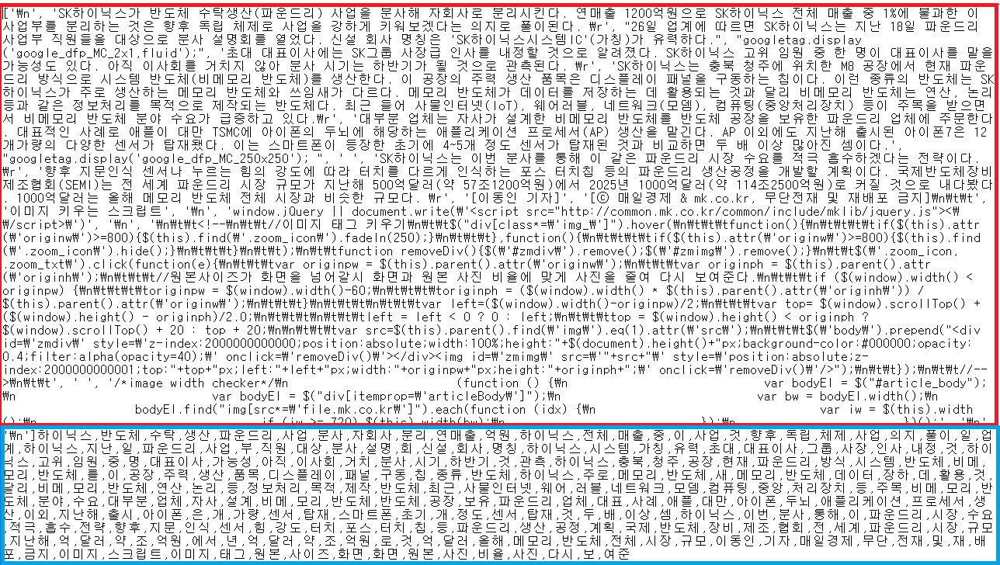 ['₩n', 'SK하이닉스가 반도체 수탁생산(파운드리) 사업을 분사해 자회사로 분리시킨다. 연매출 1200억원으로 SK하이닉스 전체 매출 중 1%에 불과한 이
사업부를 분리하는 것은 향후 독립 체제로 사업을 강하게 키워보겠다는 의지로 풀이된다. ₩r', "26일 업계에 따르면 SK하이닉스는 지난 18일 파운드리
사업부 직원들을 대상으로 분사 설명회를 열었다. 신설 회사 명칭은 'SK하이닉스시스템IC'(가칭)가 유력하다.", "googletag.display
('google_dfp_MC_2x1,fluid');", '초대 대표이사에는 SK그룹 사장급 인사를 내정할 것으로 알려졌다. SK하이닉스 고위 임원 중 한 명이 대표이사를 맡을
가능성도 있다. 아직 이사회를 거치지 않아 분사 시기는 하반기가 될 것으로 관측된다. ₩r', 'SK하이닉스는 충북 청주에 위치한 M8 공장에서 현재 파운
드리 방식으로 시스템 반도체(비메모리 반도체)를 생산한다. 이 공장의 주력 생산 품목은 디스플레이 패널을 구동하는 칩이다. 이런 종류의 반도체는 SK
하이닉스가 주로 생산하는 메모리 반도체와 쓰임새가 다르다. 메모리 반도체가 데이터를 저장하는 데 활용되는 것과 달리 비메모리 반도체는 연산, 논리
등과 같은 정보처리를 목적으로 제작되는 반도체다. 최근 들어 사물인터넷(IoT), 웨어러블, 네트워크(모뎀), 컴퓨팅(중앙처리장치) 등이 주목을 받으면
서 비메모리 반도체 분야 수요가 급증하고 있다.₩r', '대부분 업체는 자사가 설계한 비메모리 반도체를 반도체 공장을 보유한 파운드리 업체에 주문한다
. 대표적인 사례로 애플이 대만 TSMC에 아이폰의 두뇌에 해당하는 애플리케이션 프로세서(AP) 생산을 맡긴다. AP 이외에도 지난해 출시된 아이폰7은 12
개가량의 다양한 센서가 탑재됐다. 이는 스마트폰이 등장한 초기에 4~5개 정도 센서가 탑재된 것과 비교하면 두 배 이상 많아진 셈이다.',
"googletag.display('google_dfp_MC_250x250'); ", ' ', 'SK하이닉스는 이번 분사를 통해 이 같은 파운드리 시장 수요를 적극 흡수하겠다는 전략이다.
₩r', '향후 지문인식 센서나 누르는 힘의 강도에 따라 터치를 다르게 인식하는 포스 터치칩 등의 파운드리 생산공정을 개발할 계획이다. 국제반도체장비
제조협회(SEMI)는 전 세계 파운드리 시장 규모가 지난해 500억달러(약 57조1200억원)에서 2025년 1000억달러(약 114조2500억원)로 커질 것으로 내다봤다
. 1000억달러는 올해 메모리 반도체 전체 시장과 비슷한 규모다. ₩r', '[이동인 기자]', '[ⓒ 매일경제 & mk.co.kr, 무단전재 및 재배포 금지]₩n₩t₩t',
'이미지 키우는 스크립트', '₩n', 'window.jQuery || document.write(₩'<script src="http://common.mk.co.kr/common/include/mklib/jquery.js"><₩
₩/script>₩')', '₩n', '₩n₩t₩t<!--₩n₩t₩t//이미지 태그 키우기₩n₩t₩t$("div[class*=₩'img_₩']").hover(₩n₩t₩t₩tfunction(){₩n₩t₩t₩t₩tif($(this).attr
(₩'originw₩')>=800){$(this).find(₩'.zoom_icon₩').fadeIn(250);}₩n₩t₩t₩t},function(){₩n₩t₩t₩t₩tif($(this).attr(₩'originw₩')>=800){$(this).find
(₩'.zoom_icon₩').hide();}₩n₩t₩t₩t}₩n₩t₩t);₩n₩t₩tfunction removeDiv(){$(₩'#zmdiv₩').remove();$(₩'#zmimg₩').remove();}₩n₩t₩t$(₩'.zoom_icon,
.zoom_txt₩').click(function(e){₩n₩t₩t₩tvar originpw = $(this).parent().attr(₩'originw₩');₩n₩t₩t₩tvar originph = $(this).parent().attr
(₩'originh₩');₩n₩t₩t₩t//원본사이즈가 화면을 넘어갈시 화면과 원본 사진 비율에 맞게 사진을 줄여 다시 보여준다.₩n₩t₩t₩tif ($(window).width() <
originpw) {₩n₩t₩t₩t₩toriginpw = $(window).width()-60;₩n₩t₩t₩t₩toriginph = ($(window).width() * $(this).parent().attr(₩'originh₩')) /
$(this).parent().attr(₩'originw₩');₩n₩t₩t₩t}₩n₩t₩t₩t₩n₩t₩t₩tvar left=($(window).width()-originpw)/2;₩n₩t₩t₩tvar top= $(window).scrollTop() +
($(window).height() - originph)/2.0;₩n₩t₩t₩tleft = left < 0 ? 0 : left;₩n₩t₩t₩ttop = $(window).height() < originph ?
$(window).scrollTop() + 20 : top + 20;₩n₩t₩t₩tvar src=$(this).parent().find(₩'img₩').eq(1).attr(₩'src₩');₩n₩t₩t₩t$(₩'body₩').prepend("<div
id=₩'zmdiv₩' style=₩'z-index:2000000000000;position:absolute;width:100%;height:"+$(document).height()+"px;background-color:#000000;opacity:
0.4;filter:alpha(opacity=40);₩' onclick=₩'removeDiv()₩'></div><img id=₩'zmimg₩' src=₩'"+src+"₩' style=₩'position:absolute;z-
index:2000000000001;top:"+top+"px;left:"+left+"px;width:"+originpw+"px;height:"+originph+";₩' onclick=₩'removeDiv()₩'/>");₩n₩t₩t});₩n₩t₩t//--
>₩n₩t₩t', ' ', '/*image width checker*/₩n (function () {₩n var bodyEl = $("#article_body");
₩n var bodyEl = $("div[itemprop=₩'articleBody₩']");₩n var bw = bodyEl.width();₩n
bodyEl.find("img[src*=₩'file.mk.co.kr₩']").each(function (idx) {₩n var iw = $(this).width
();₩n if (iw >= 720) $(this).width(bw);₩n });₩n })();' '₩n'
'₩n']하이닉스,반도체,수탁,생산,파운드리,사업,분사,자회사,분리,연매출,억원,하이닉스,전체,매출,중,이,사업,것,향후,독립,체제,사업,의지,풀이,일,업
계,하이닉스,지난,일,파운드리,사업,부,직원,대상,분사,설명,회,신설,회사,명칭,하이닉스,시스템,가칭,유력,초대,대표이사,그룹,사장,인사,내정,것,하이
닉스,고위,임원,중,명,대표이사,가능성,아직,이사회,거치,분사,시기,하반기,것,관측,하이닉스,충북,청주,공장,현재,파운드리,방식,시스템,반도체,비메,
모리,반도체,를,이,공장,주력,생산,품목,디스플레이,패널,구동,칩,종류,반도체,하이닉스,주로,메모리,반도체,새,메모리,반도체,데이터,장하,데,활용,것,
달리,비메,모리,반도체,연산,논리,등,정보처리,목적,제작,반도체,최근,사물인터넷,웨어,러블,네트워크,모뎀,컴퓨팅,중앙,처리장치,등,주목,비메,모리,반
도체,분야,수요,대부분,업체,자사,설계,비메,모리,반도체,반도체,공장,보유,파운드리,업체,대표,사례,애플,대만,아이폰,두뇌,애플리케이션,프로세서,생
산,이외,지난해,출시,아이폰,은,개,가량,센서,탑재,스마트폰,초기,개,정도,센서,탑재,것,두,배,이상,셈,하이닉스,이번,분사,통해,이,파운드리,시장,수요
,적극,흡수,전략,향후,지문,인식,센서,힘,강도,터치,포스,터치,칩,등,파운드리,생산,공정,계획,국제,반도체,장비,제조,협회,전,세계,파운드리,시장,규모
,지난해,억,달러,약,조,억원,에서,년,억,달러,약,조,억원,로,것,억,달러,올해,메모리,반도체,전체,시장,규모,이동인,기자,매일경제,무단,전재,및,재,배
포,금지,이미지,스크립트,이미지,태그,원본,사이즈,화면,화면,원본,사진,비율,사진,다시,보,여준